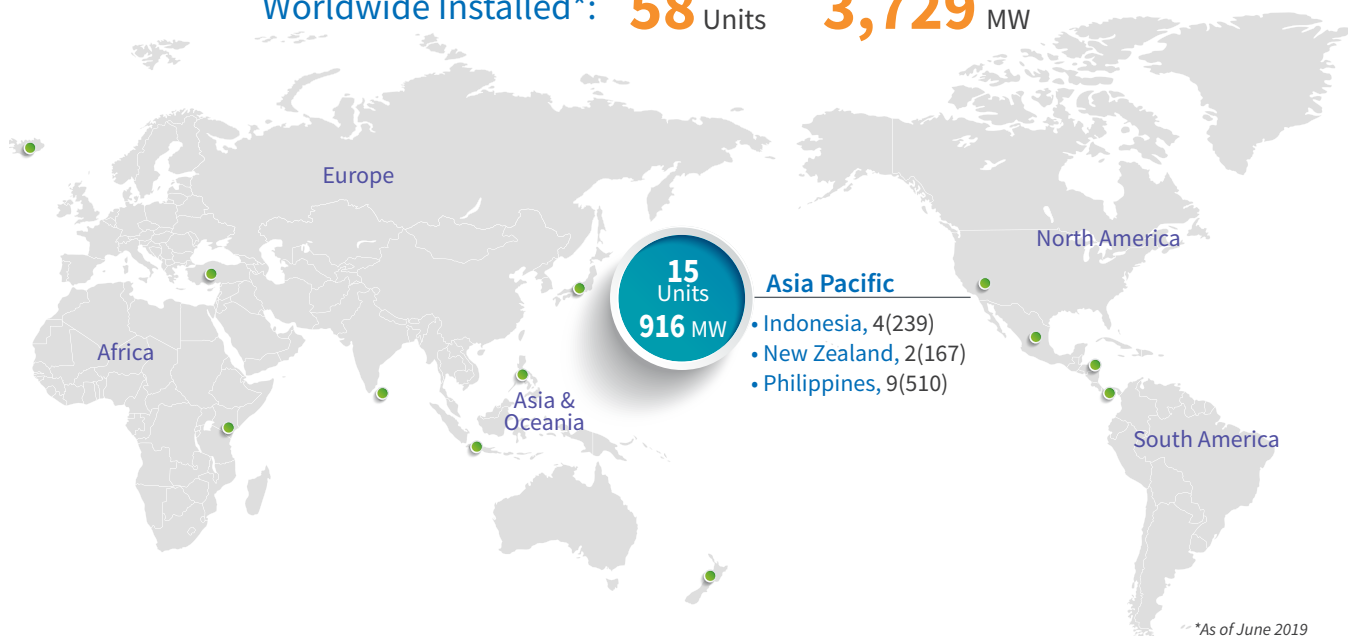 Worldwide Installed*: 58 Units 3,729 MW
Europe
North America
15
Units
916 MW
Asia Pacific
• Indonesia, 4(239)
• New Zealand, 2(167)
• Philippines, 9(510)
Africa
Asia &
Oceania
South America
*As of June 2019